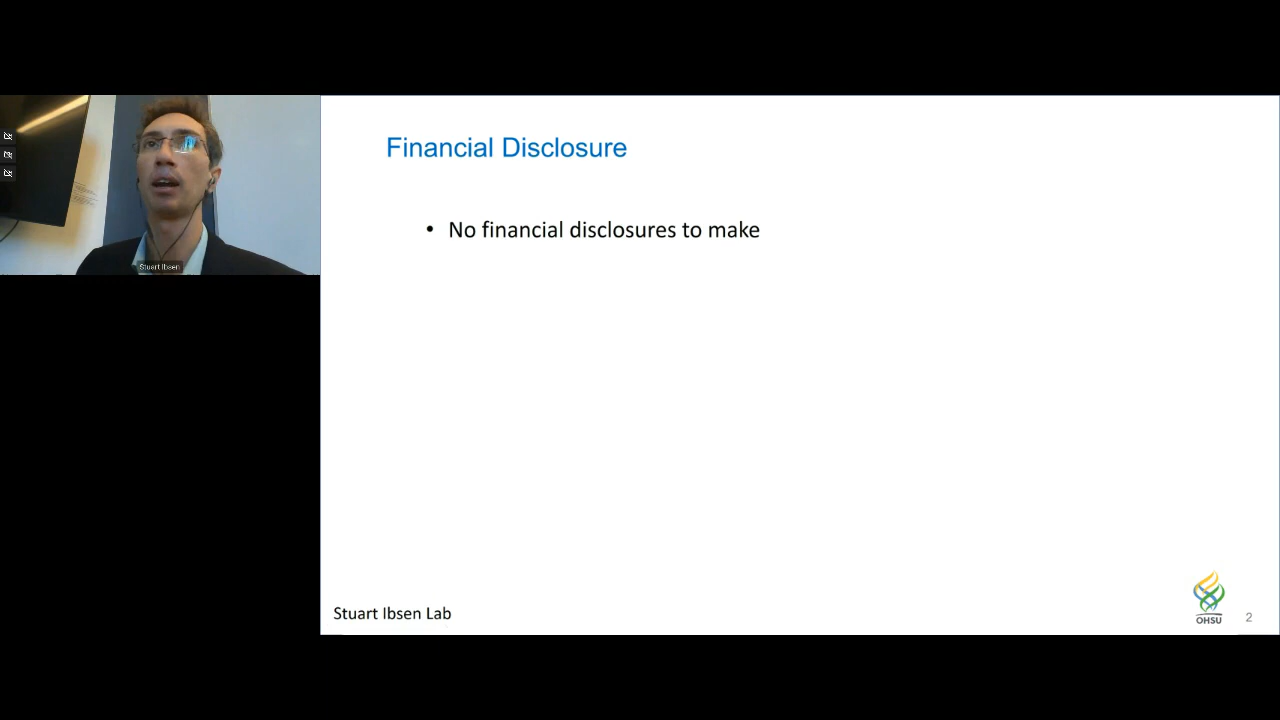 Stuart Ibsen
Financial Disclosure
• No financial disclosures to make
Stuart Ibsen Lab
OHSU
2